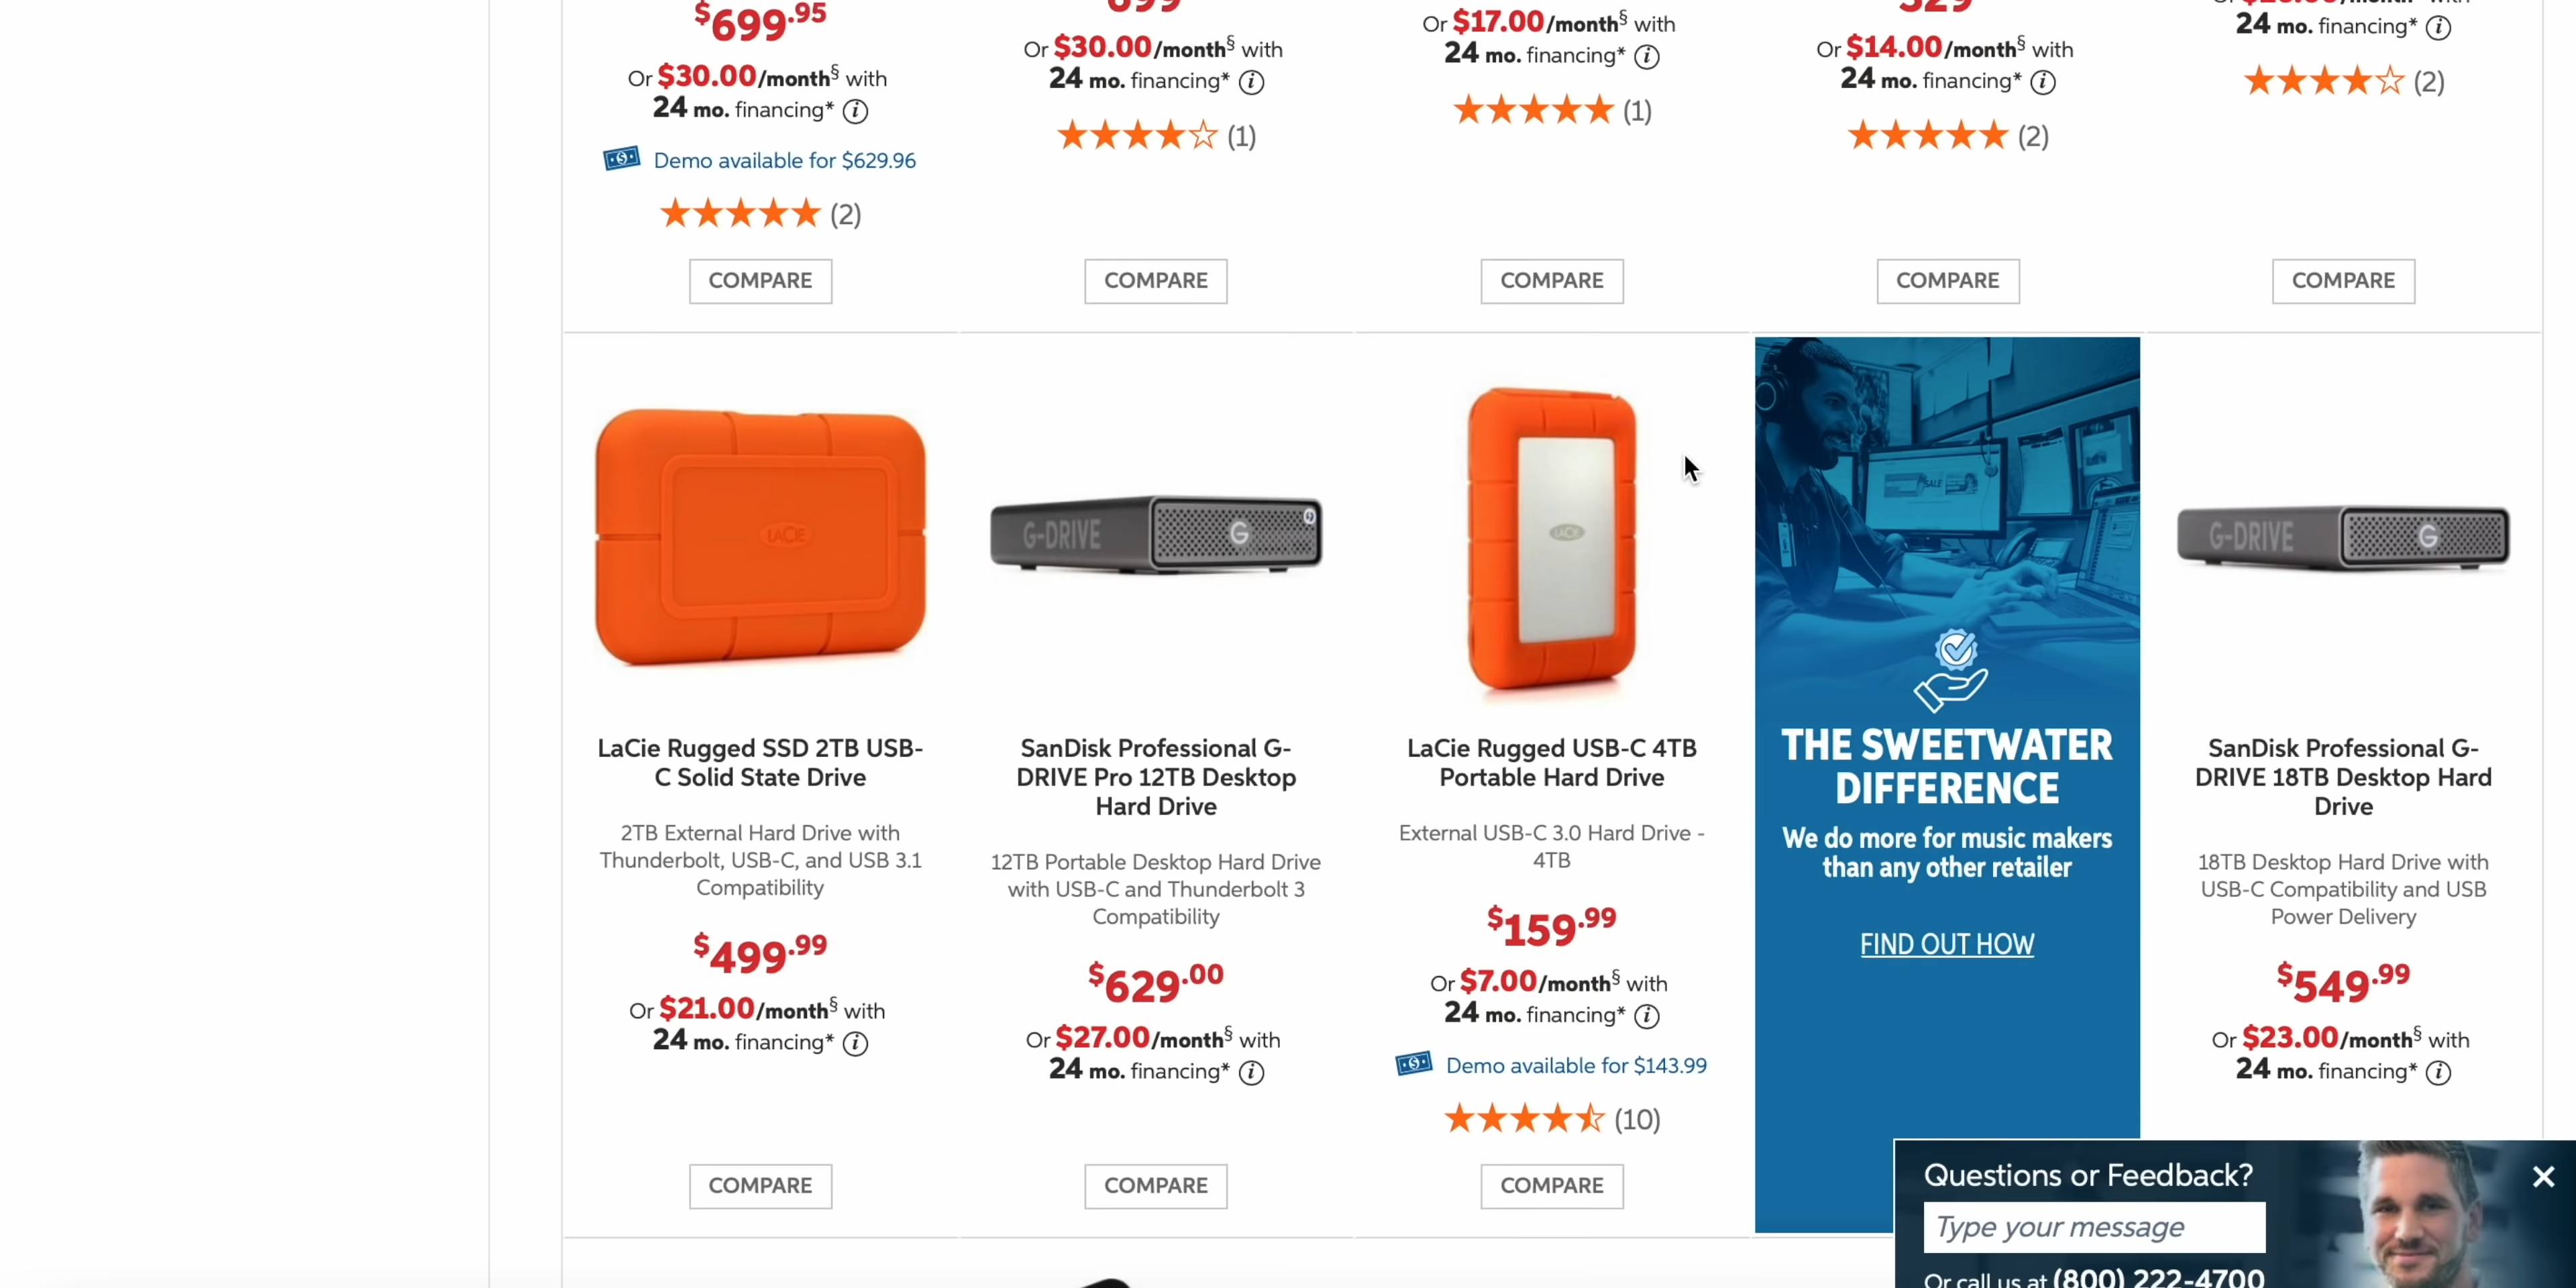 $699.95
Or $30.00/month§ with
24 mo. financing*
Demo available for $629.96
(2)
COMPARE
Or $30.00/month§ with
24 mo. financing*
(1)
COMPARE
Or $17.00/month§ with
24 mo. financing*
(1)
COMPARE
Or $14.00/month§ with
24 mo. financing*
(2)
COMPARE
24 mo. financing*
(2)
COMPARE
LACIE
LaCie Rugged SSD 2TB USB-
C Solid State Drive
2TB External Hard Drive with
Thunderbolt, USB-C, and USB 3.1
Compatibility
$499.99
Or $21.00/month§ with
24 mo. financing*
COMPARE
G-DRIVE G
SanDisk Professional G-
DRIVE Pro 12TB Desktop
Hard Drive
12TB Portable Desktop Hard Drive
with USB-C and Thunderbolt 3
Compatibility
$629.00
Or $27.00/month§ with
24 mo. financing*
COMPARE
LACIE
LaCie Rugged USB-C 4TB
Portable Hard Drive
External USB-C 3.0 Hard Drive -
4TB
$159.99
Or $7.00/month§ with
24 mo. financing*
Demo available for $143.99
(10)
COMPARE
SALE
THE SWEETWATER
DIFFERENCE
We do more for music makers
than any other retailer
FIND OUT HOW
G-DRIVE G
SanDisk Professional G-
DRIVE 18TB Desktop Hard
Drive
18TB Desktop Hard Drive with
USB-C Compatibility and USB
Power Delivery
$549.99
Or $23.00/month§ with
24 mo. financing*
Questions or Feedback?
Type your message
Or call us at (800) 222-4700